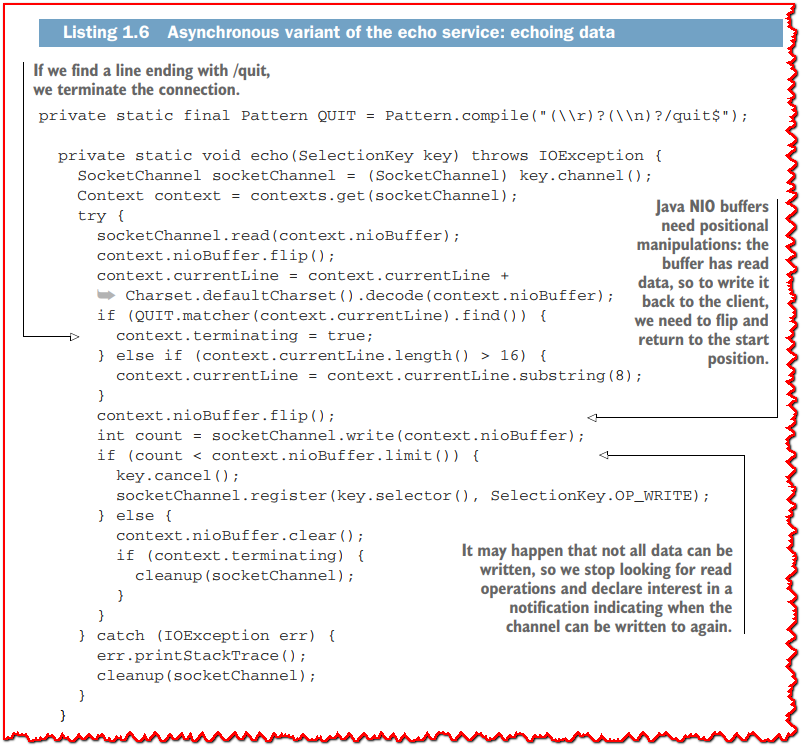 Listing 1.6 Asynchronous variant of the echo service: echoing data
If we find a line ending with /quit,
we terminate the connection.
private static final Pattern QUIT = Pattern.compile("(\\r)?(\\n)?/quit$");
private static void echo(SelectionKey key) throws IOException {
SocketChannel socketChannel = (SocketChannel) key.channel();
Context context = contexts.get(socketChannel);
try {
socketChannel.read(context.nioBuffer);
context.nioBuffer.flip();
context.currentLine = context.currentLine +
Charset.defaultCharset().decode(context.nioBuffer);
if (QUIT.matcher(context.currentLine).find()) {
context.terminating = true;
} else if (context.currentLine.length() > 16) {
context.currentLine = context.currentLine.substring(8);
}
context.nioBuffer.flip();
int count = socketChannel.write(context.nioBuffer);
if (count < context.nioBuffer.limit()) {
key.cancel();
socketChannel.register(key.selector(), SelectionKey.OP_WRITE);
} else {
context.nioBuffer.clear();
if (context.terminating) {
cleanup(socketChannel);
}
}
} catch (IOException err) {
err.printStackTrace();
cleanup(socketChannel);
}
}
Java NIO buffers
need positional
manipulations: the
buffer has read
data, so to write it
back to the client,
we need to flip and
return to the start
position.
It may happen that not all data can be
written, so we stop looking for read
operations and declare interest in a
notification indicating when the
channel can be written to again.